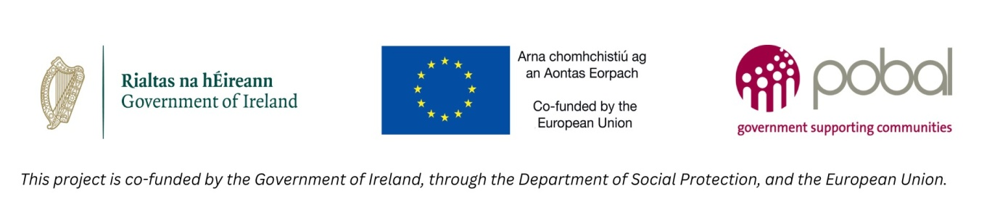 Rialtas na hÉireann
Government of Ireland
Arna chomhchistiú ag
an Aontas Eorpach
Co-funded by the
European Union
pobal
government supporting communities
This project is co-funded by the Government of Ireland, through the Department of Social Protection, and the European Union.